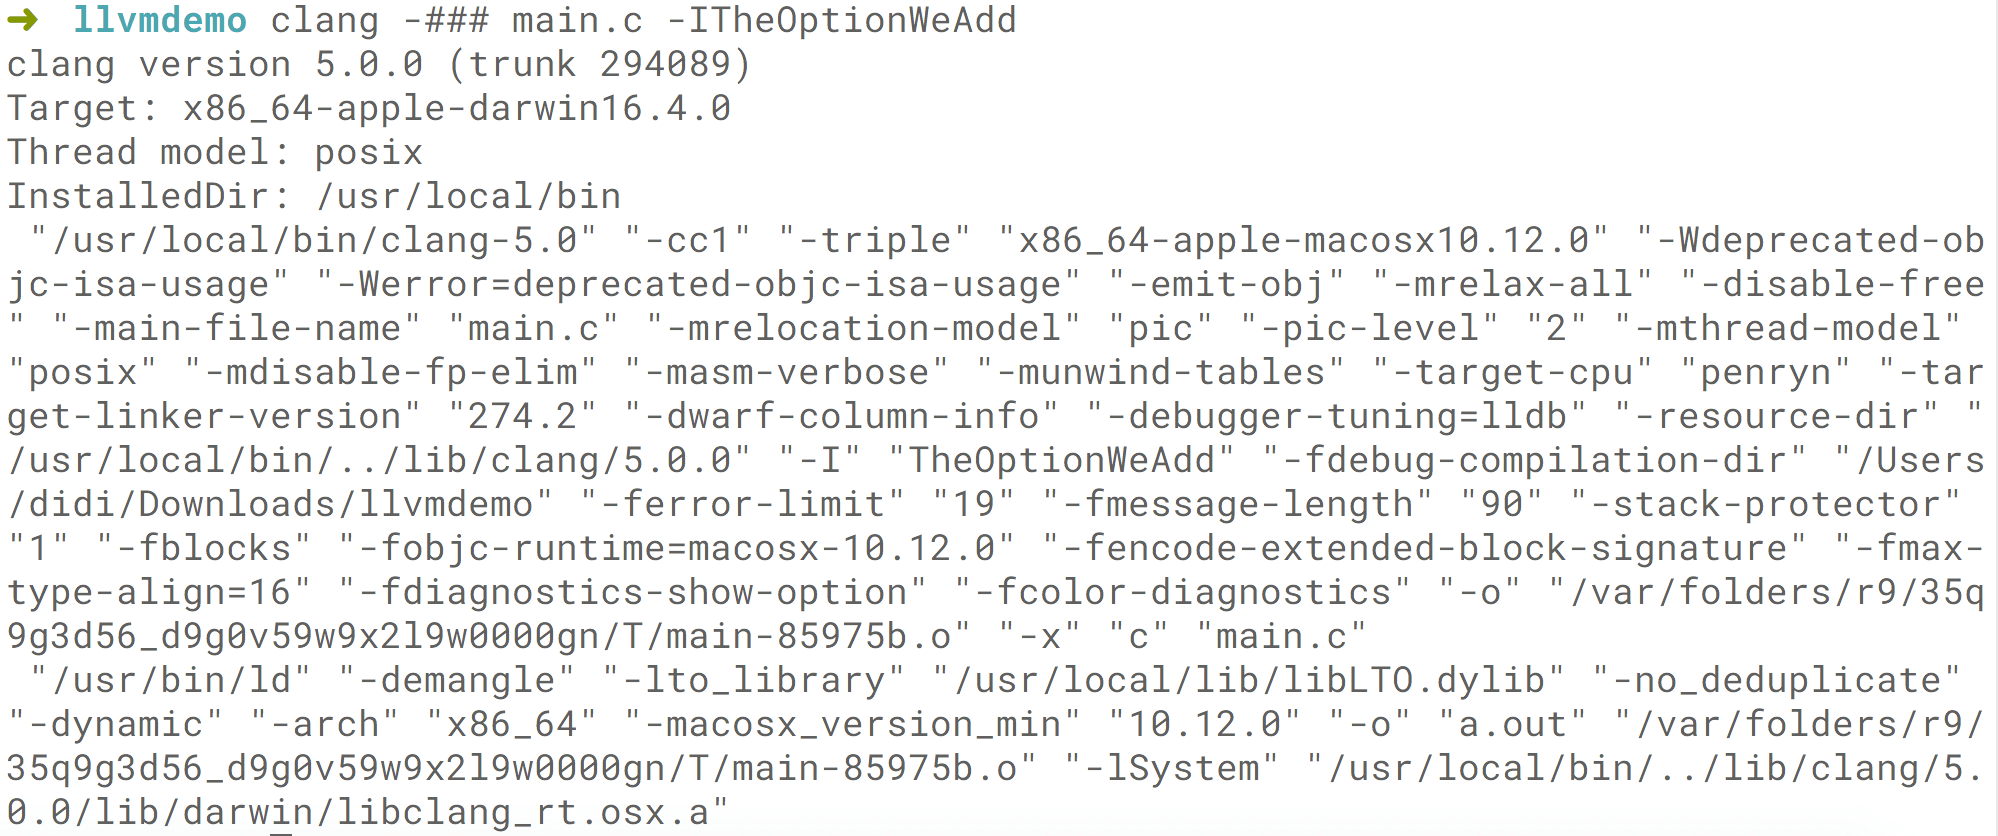 ➜  llvmdemo clang -### main.c -ITheOptionWeAdd
clang version 5.0.0 (trunk 294089)
Target: x86_64-apple-darwin16.4.0
Thread model: posix
InstalledDir: /usr/local/bin
 "/usr/local/bin/clang-5.0" "-cc1" "-triple" "x86_64-apple-macosx10.12.0" "-Wdeprecated-ob
jc-isa-usage" "-Werror=deprecated-objc-isa-usage" "-emit-obj" "-mrelax-all" "-disable-free
" "-main-file-name" "main.c" "-mrelocation-model" "pic" "-pic-level" "2" "-mthread-model"
"posix" "-mdisable-fp-elim" "-masm-verbose" "-munwind-tables" "-target-cpu" "penryn" "-tar
get-linker-version" "274.2" "-dwarf-column-info" "-debugger-tuning=lldb" "-resource-dir" "
/usr/local/bin/../lib/clang/5.0.0" "-I" "TheOptionWeAdd" "-fdebug-compilation-dir" "/Users
/didi/Downloads/llvmdemo" "-ferror-limit" "19" "-fmessage-length" "90" "-stack-protector"
"1" "-fblocks" "-fobjc-runtime=macosx-10.12.0" "-fencode-extended-block-signature" "-fmax-
type-align=16" "-fdiagnostics-show-option" "-fcolor-diagnostics" "-o" "/var/folders/r9/35q
9g3d56_d9g0v59w9x2l9w0000gn/T/main-85975b.o" "-x" "c" "main.c"
 "/usr/bin/ld" "-demangle" "-lto_library" "/usr/local/lib/libLTO.dylib" "-no_deduplicate"
"-dynamic" "-arch" "x86_64" "-macosx_version_min" "10.12.0" "-o" "a.out" "/var/folders/r9/
35q9g3d56_d9g0v59w9x2l9w0000gn/T/main-85975b.o" "-lSystem" "/usr/local/bin/../lib/clang/5.
0.0/lib/darwin/libclang_rt.osx.a"